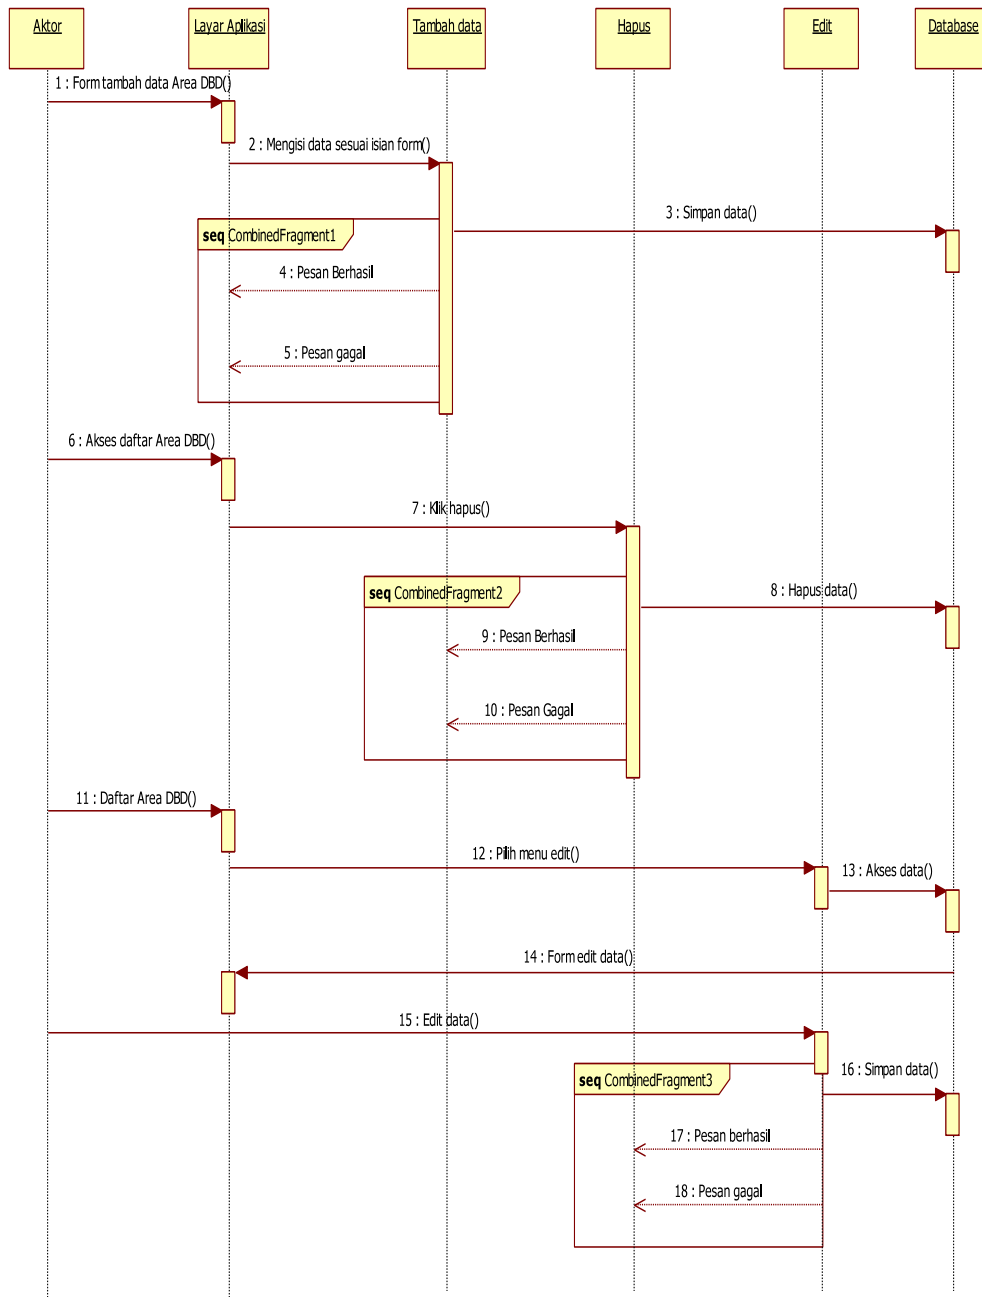 Aktor
Layar Aplikasi
Tambah data
Hapus
Edit
Database
1 : Form tambah data Area DBD()
2 : Mengisi data sesuai isian form()
3 : Simpan data()
seq CombinedFragment1
4 : Pesan Berhasil
5 : Pesan gagal
6 : Akses daftar Area DBD()
7 : Klik hapus()
seq CombinedFragment2
8 : Hapus data()
9 : Pesan Berhasil
10 : Pesan Gagal
11 : Daftar Area DBD()
12 : Pilih menu edit()
13 : Akses data()
14 : Form edit data()
15 : Edit data()
seq CombinedFragment3
16 : Simpan data()
17 : Pesan berhasil
18 : Pesan gagal